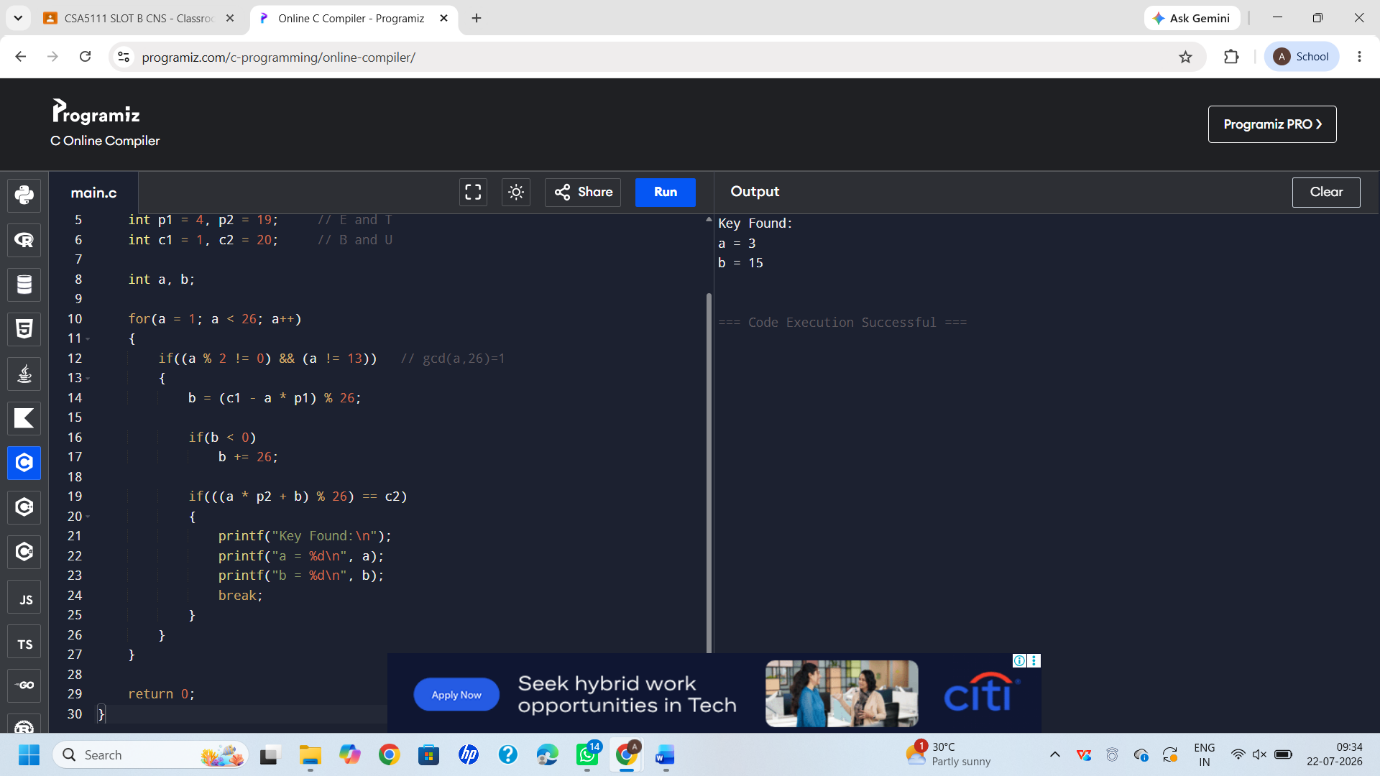 CSA5111 SLOT B CNS - Classro
Online C Compiler - Programiz
Ask Gemini
programiz.com/c-programming/online-compiler/
A
School
Programiz
C Online Compiler
Programiz PRO
main.c
Share
Run
Output
Clear
5 int p1 = 4, p2 = 19; // E and T
6 int c1 = 1, c2 = 20; // B and U
7
8 int a, b;
9
10 for(a = 1; a < 26; a++)
11 {
12 if((a % 2 != 0) && (a != 13)) // gcd(a,26)=1
13 {
14 b = (c1 - a * p1) % 26;
15
16 if(b < 0)
17 b += 26;
18
19 if(((a * p2 + b) % 26) == c2)
20 {
21 printf("Key Found:\n");
22 printf("a = %d\n", a);
23 printf("b = %d\n", b);
24 break;
25 }
26 }
27 }
28
29 return 0;
30 }
Key Found:
a = 3
b = 15
=== Code Execution Successful ===
JS
TS
GO
Apply Now
Seek hybrid work
opportunities in Tech
citi
Search
hp
14
A
1
30°C
Partly sunny
ENG
IN
09:34
22-07-2026